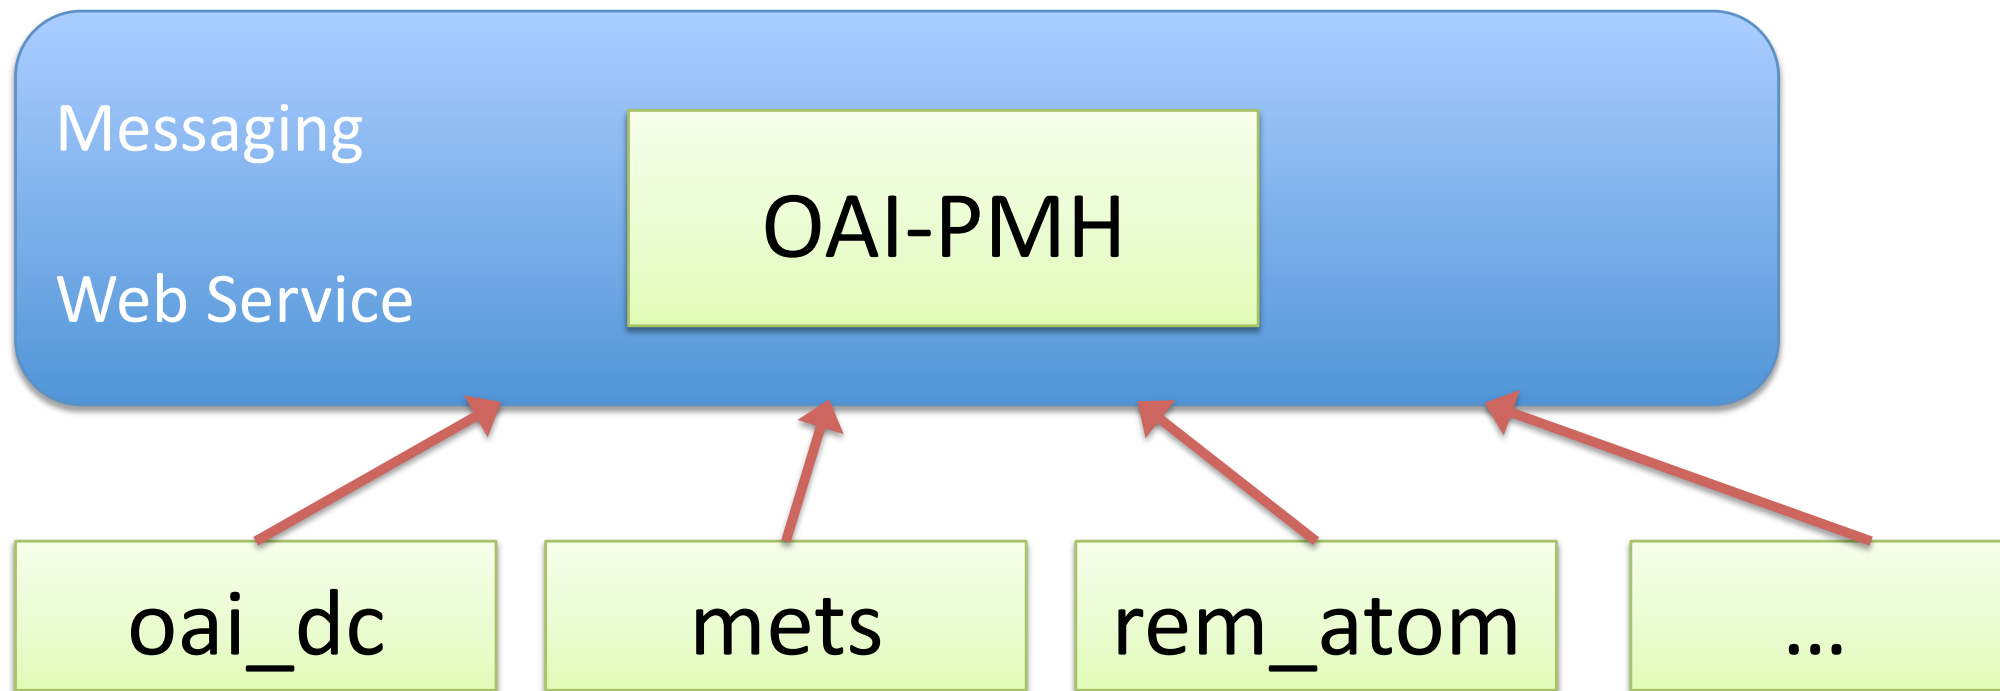 Messaging
OAI-PMH
Web Service
oai_dc
mets
rem_atom
...